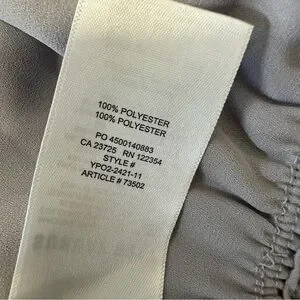 100% POLYESTER
100% POLYESTER
PO 4500140883
CA 23725 RN 122354
STYLE #
YPO2-2421-11
ARTICLE # 73502